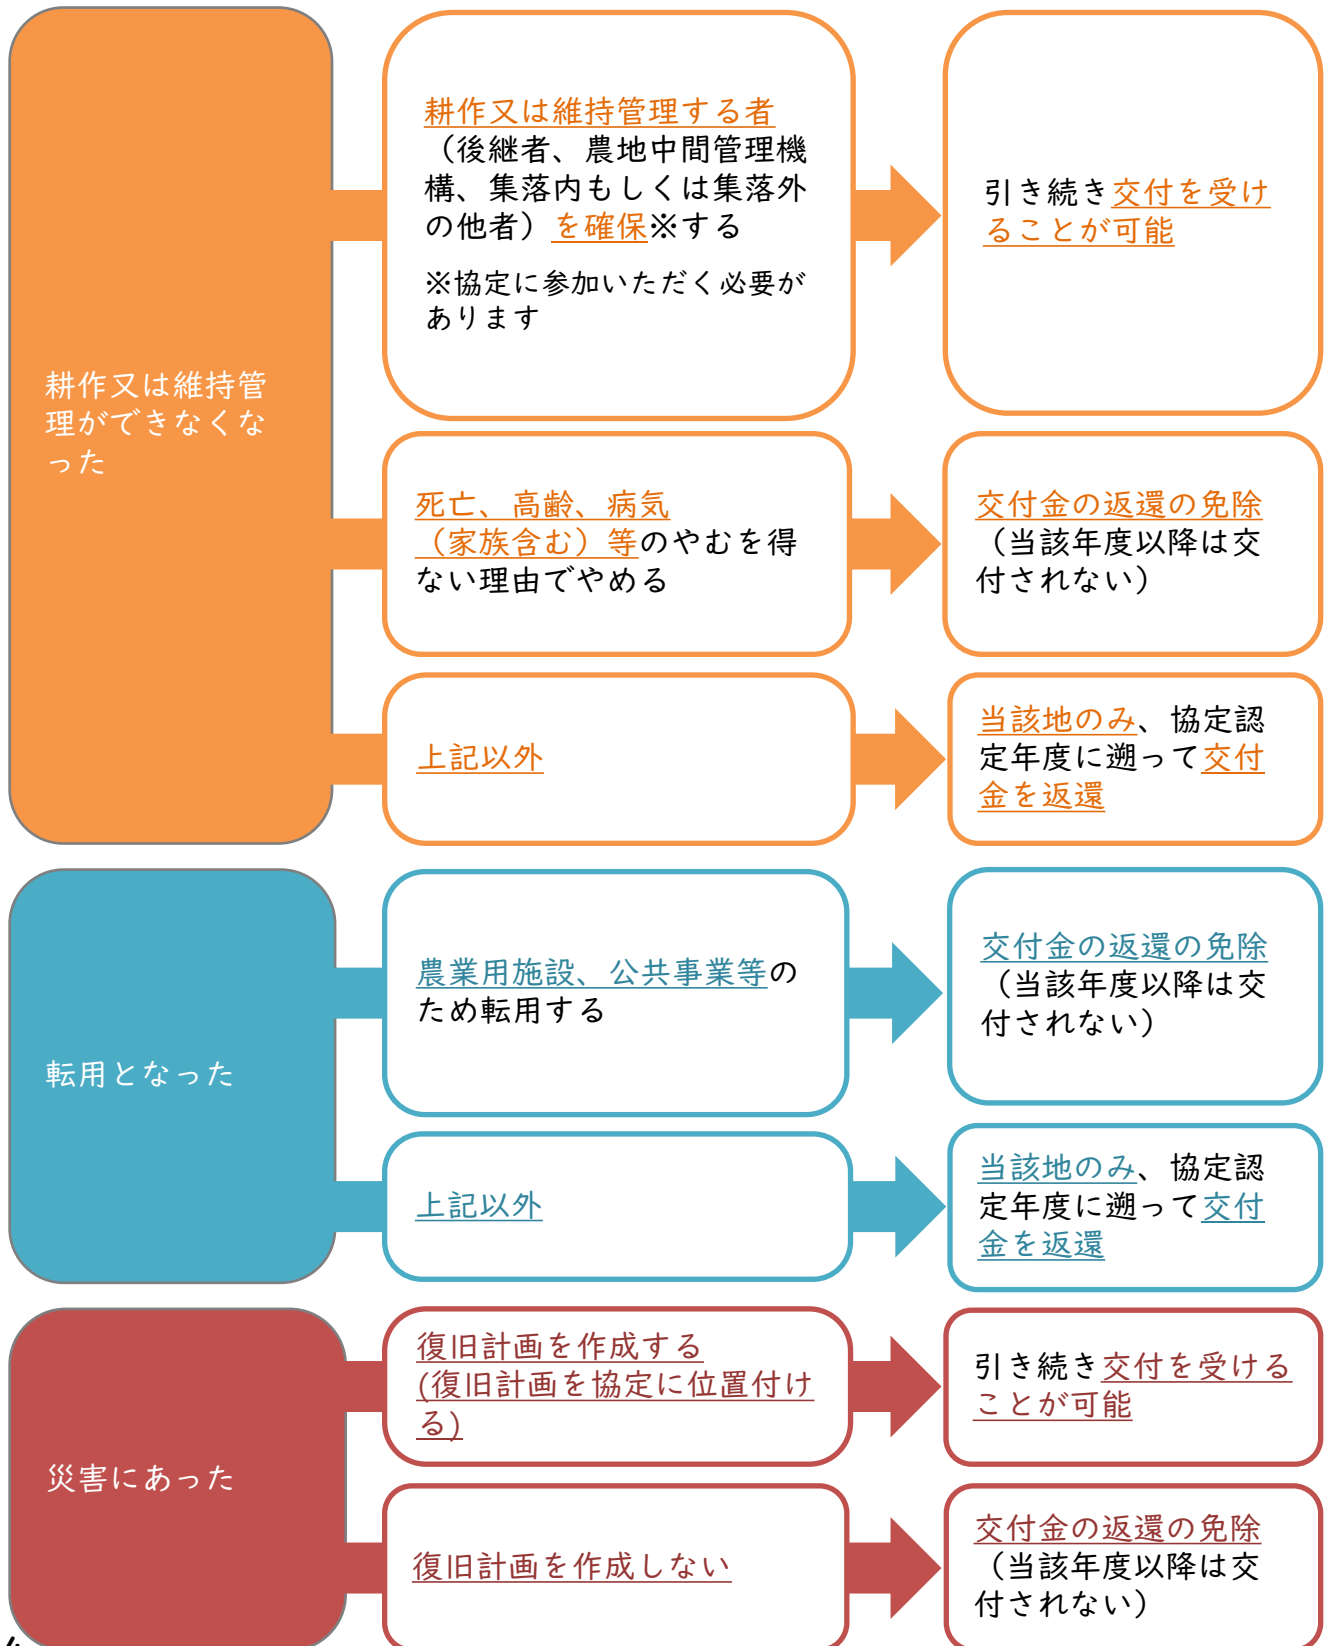 耕作又は維持管
理ができなくな
った
耕作又は維持管理する者
（後継者、農地中間管理機
構、集落内もしくは集落外
の他者）を確保※する
※協定に参加いただく必要が
あります
引き続き交付を受け
ることが可能
死亡、高齢、病気
（家族含む）等のやむを得
ない理由でやめる
交付金の返還の免除
（当該年度以降は交
付されない）
上記以外
当該地のみ、協定認
定年度に遡って交付
金を返還
転用となった
農業用施設、公共事業等の
ため転用する
交付金の返還の免除
（当該年度以降は交
付されない）
上記以外
当該地のみ、協定認
定年度に遡って交付
金を返還
災害にあった
復旧計画を作成する
(復旧計画を協定に位置付け
る)
引き続き交付を受ける
ことが可能
復旧計画を作成しない
交付金の返還の免除
（当該年度以降は交
付されない）